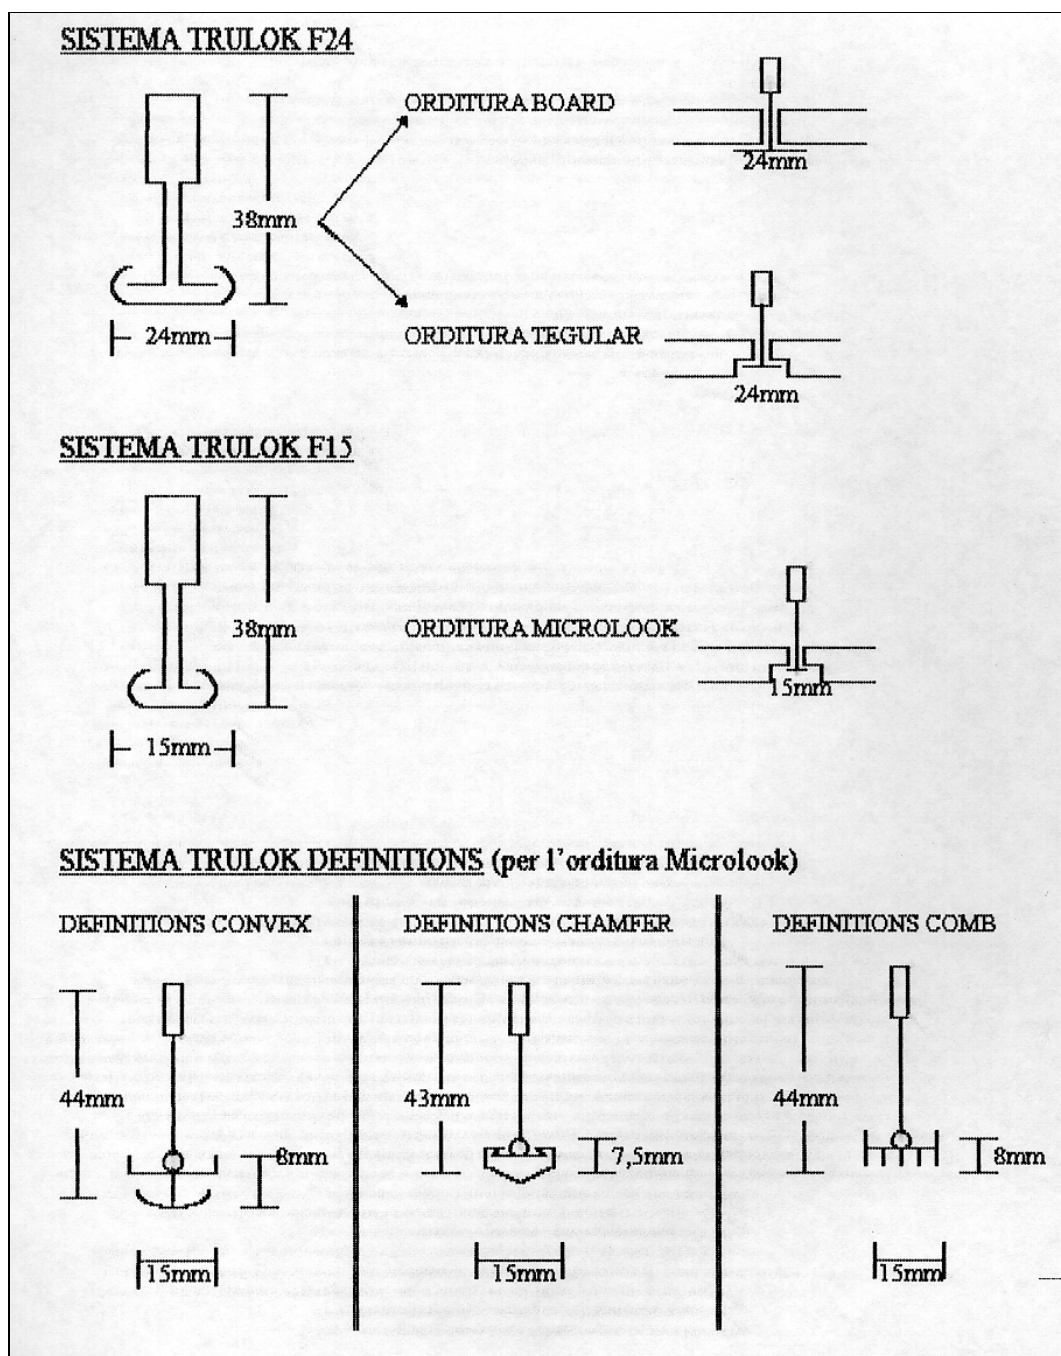 SISTEMA TRULOK F24
ORDITURA BOARD
24mm
38mm
24mm
ORDITURA TEGULAR
24mm
SISTEMA TRULOK F15
38mm
ORDITURA MICROLOOK
15mm
15mm
SISTEMA TRULOK DEFINITIONS (per l'orditura Microlook)
DEFINITIONS CONVEX
44mm
8mm
15mm
DEFINITIONS CHAMFER
43mm
7,5mm
15mm
DEFINITIONS COMB
44mm
8mm
15mm